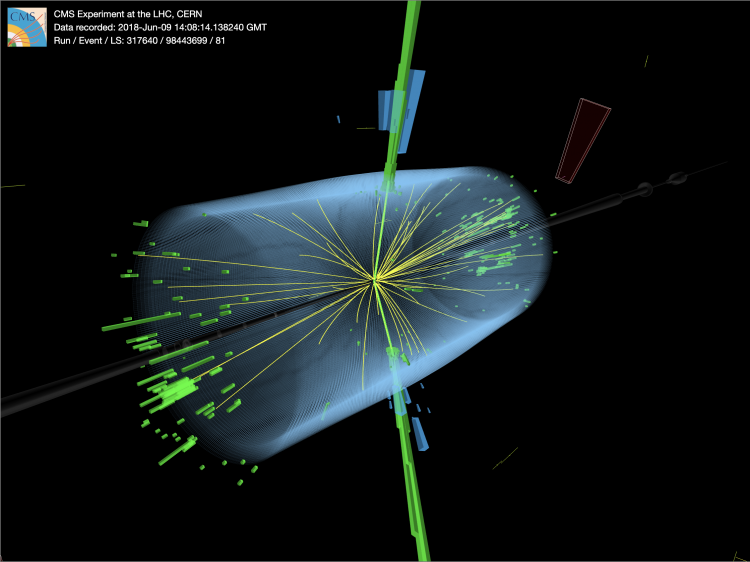 CMS
CMS Experiment at the LHC, CERN
Data recorded: 2018-Jun-09 14:08:14.138240 GMT
Run / Event / LS: 317640 / 98443699 / 81